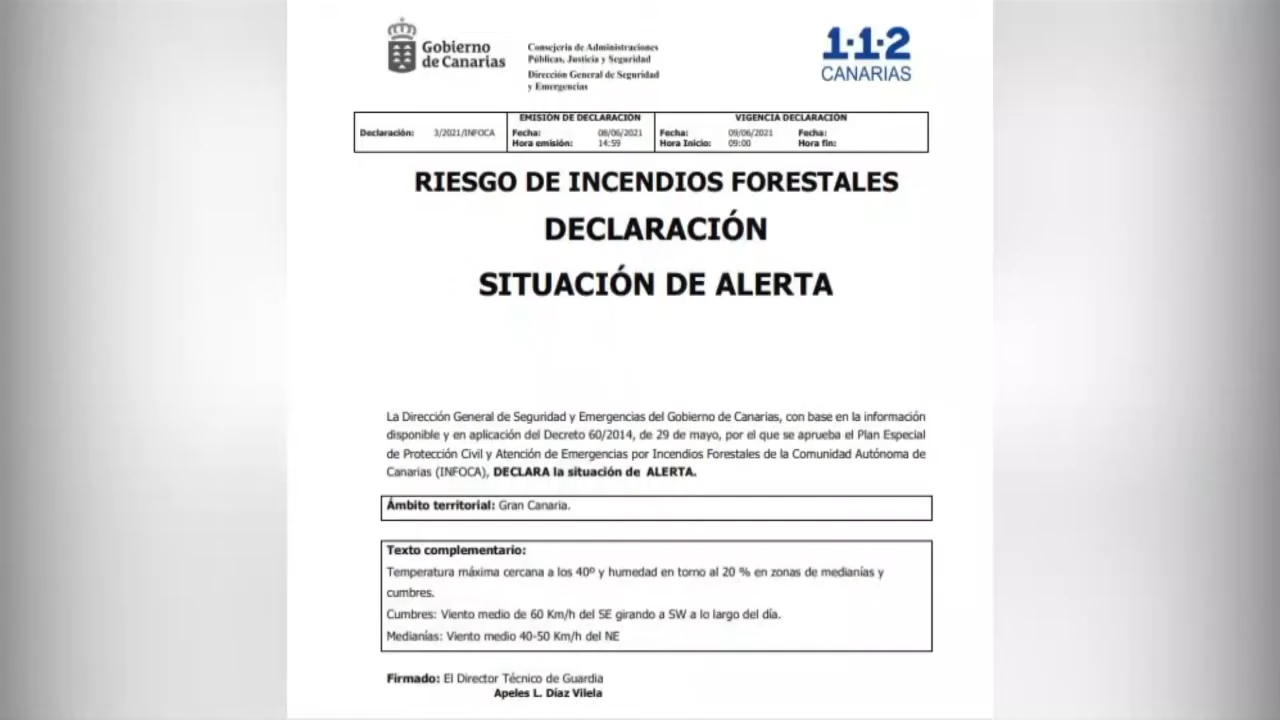 Gobierno
de Canarias
Consejería de Administraciones
Públicas, Justicia y Seguridad
Dirección General de Seguridad
y Emergencias
1·1·2
CANARIAS
EMISIÓN DE DECLARACIÓN
VIGENCIA DECLARACIÓN
Declaración: 3/2021/INFOCA Fecha: 08/06/2021 Fecha: 09/06/2021 Fecha:
Hora emisión: 14:59 Hora Inicio: 09:00 Hora fin:
RIESGO DE INCENDIOS FORESTALES
DECLARACIÓN
SITUACIÓN DE ALERTA
La Dirección General de Seguridad y Emergencias del Gobierno de Canarias, con base en la información
disponible y en aplicación del Decreto 60/2014, de 29 de mayo, por el que se aprueba el Plan Especial
de Protección Civil y Atención de Emergencias por Incendios Forestales de la Comunidad Autónoma de
Canarias (INFOCA), DECLARA la situación de ALERTA.
Ámbito territorial: Gran Canaria.
Texto complementario:
Temperatura máxima cercana a los 40º y humedad en torno al 20 % en zonas de medianías y
cumbres.
Cumbres: Viento medio de 60 Km/h del SE girando a SW a lo largo del día.
Medianías: Viento medio 40-50 Km/h del NE
Firmado: El Director Técnico de Guardia
Apeles L. Díaz Vilela